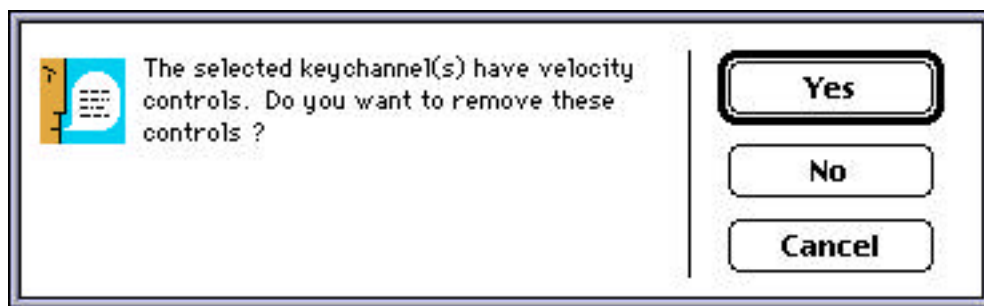 The selected keychannel(s) have velocity
controls.  Do you want to remove these
controls ?
Yes
No
Cancel